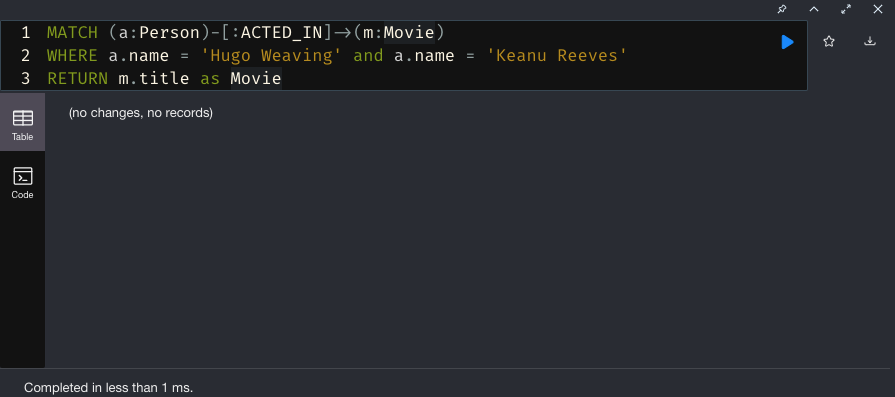 1 MATCH (a:Person)-[:ACTED_IN]->(m:Movie)
2 WHERE a.name = 'Hugo Weaving' and a.name = 'Keanu Reeves'
3 RETURN m.title as Movie
(no changes, no records)
Table
Code
Completed in less than 1 ms.